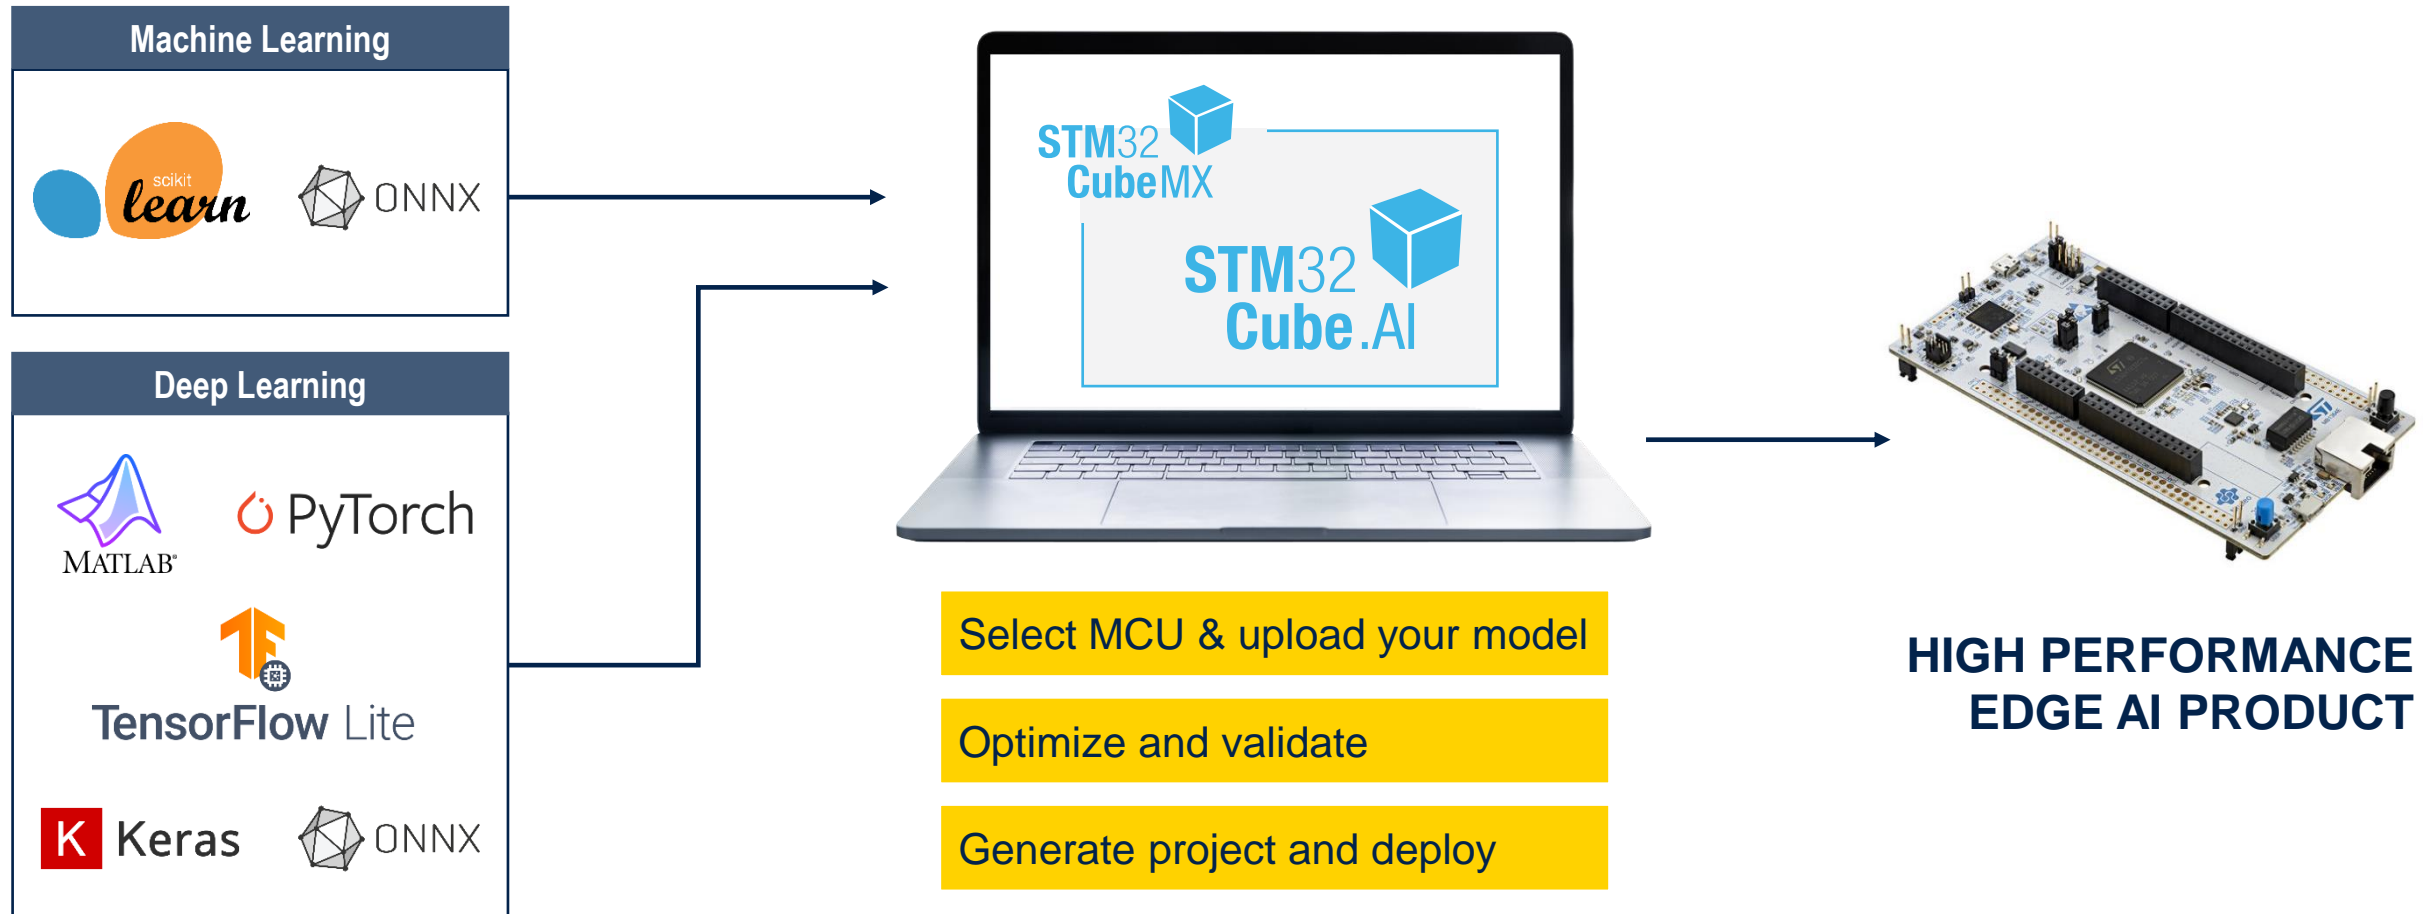 Machine Learning
scikit
learn
ONNX
Deep Learning
MATLAB®
PyTorch
TensorFlow Lite
K Keras
ONNX
STM32
CubeMX
STM32
Cube.AI
Select MCU & upload your model
Optimize and validate
Generate project and deploy
ST
HIGH PERFORMANCE
EDGE AI PRODUCT